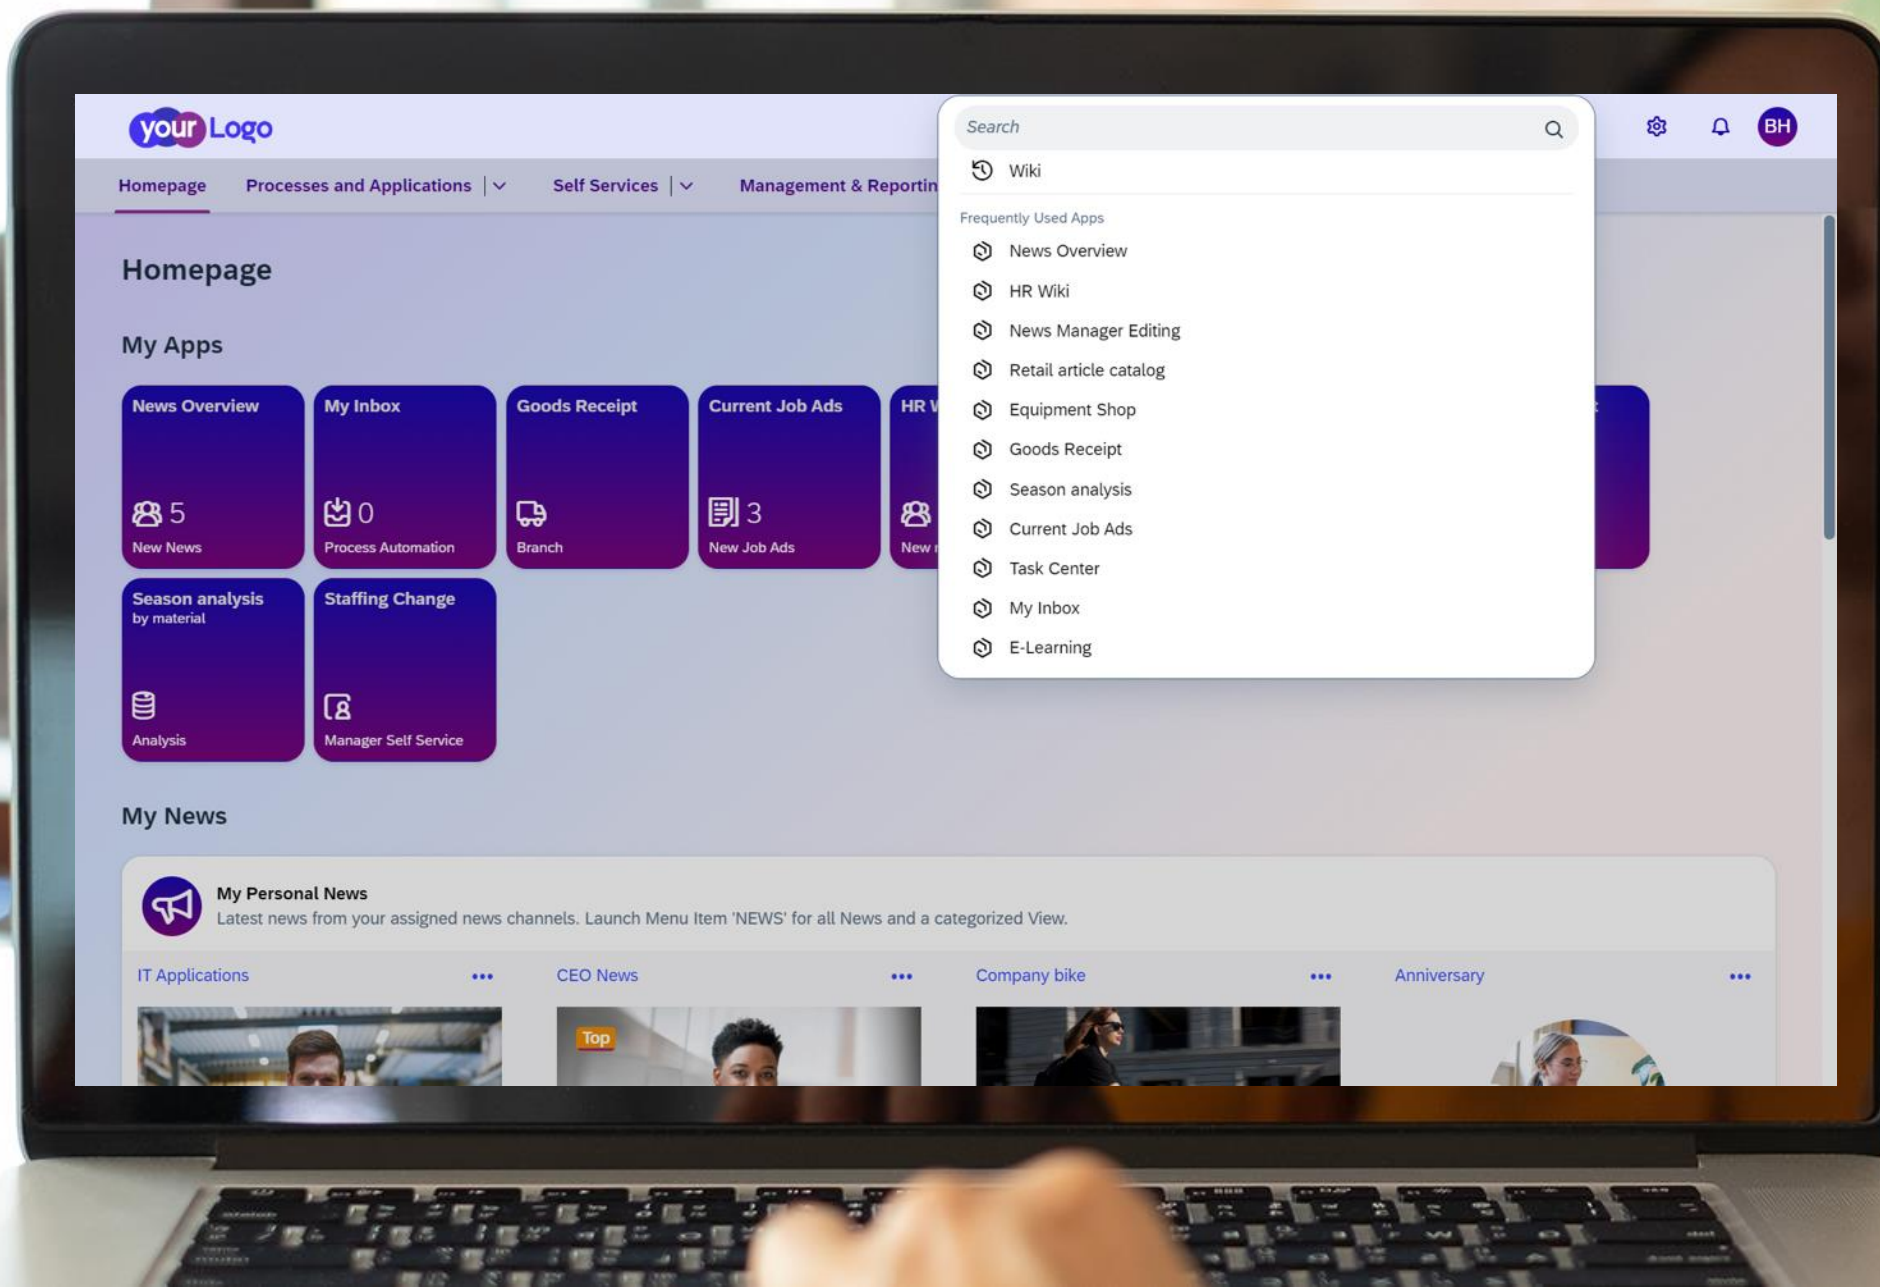 your Logo
Search
BH
Wiki
Homepage
Processes and Applications
Self Services
Management & Reportin
Frequently Used Apps
News Overview
HR Wiki
News Manager Editing
Retail article catalog
Equipment Shop
Goods Receipt
Season analysis
Current Job Ads
Task Center
My Inbox
E-Learning
Homepage
My Apps
News Overview
5
New News
My Inbox
0
Process Automation
Goods Receipt
Branch
Current Job Ads
3
New Job Ads
HR
New
Season analysis
by material
Analysis
Staffing Change
Manager Self Service
My News
My Personal News
Latest news from your assigned news channels. Launch Menu Item 'NEWS' for all News and a categorized View.
IT Applications
CEO News
Company bike
Anniversary
Top